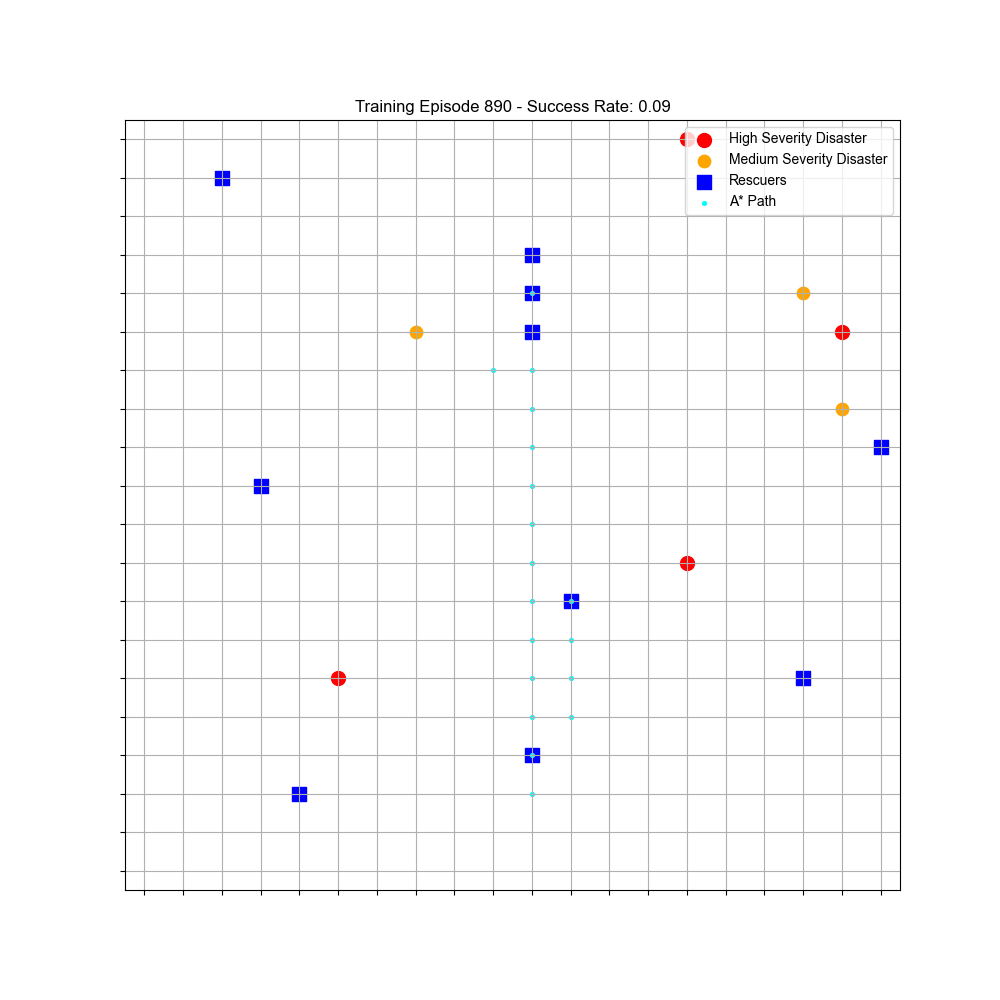 Training Episode 890 - Success Rate: 0.09
High Severity Disaster
Medium Severity Disaster
Rescuers
A* Path